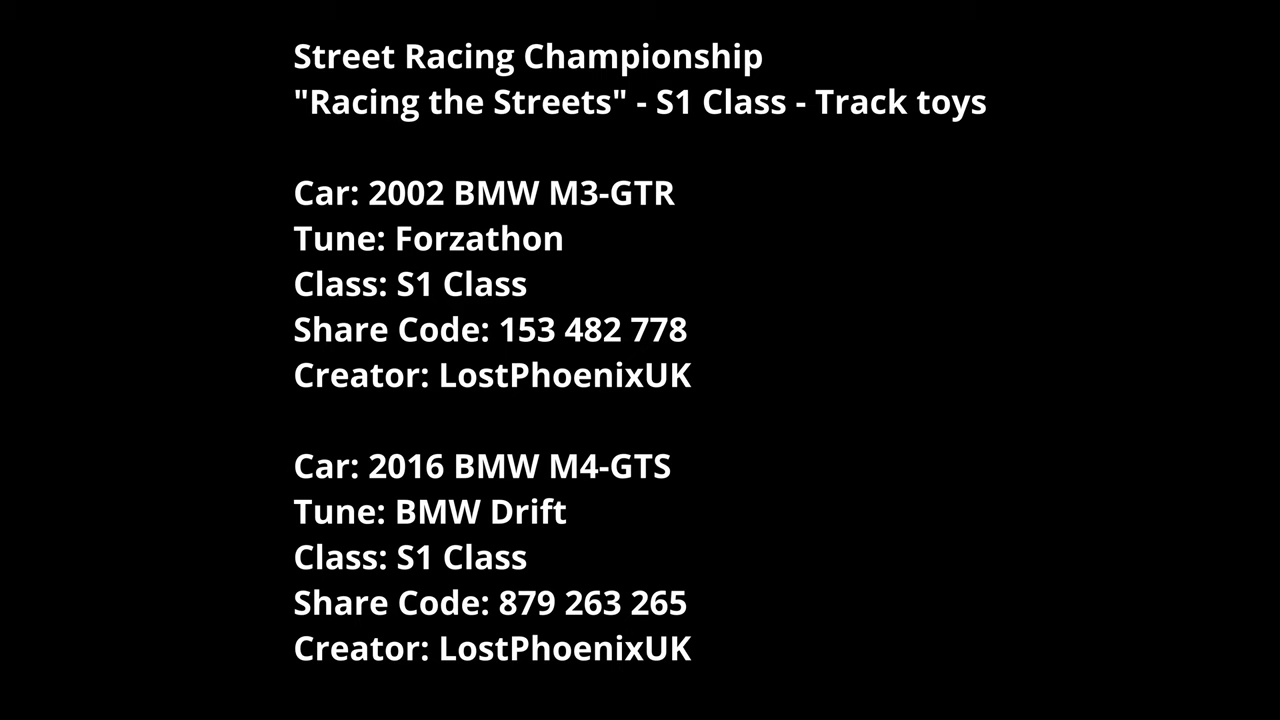 Street Racing Championship
"Racing the Streets" - S1 Class - Track toys
Car: 2002 BMW M3-GTR
Tune: Forzathon
Class: S1 Class
Share Code: 153 482 778
Creator: LostPhoenixUK
Car: 2016 BMW M4-GTS
Tune: BMW Drift
Class: S1 Class
Share Code: 879 263 265
Creator: LostPhoenixUK